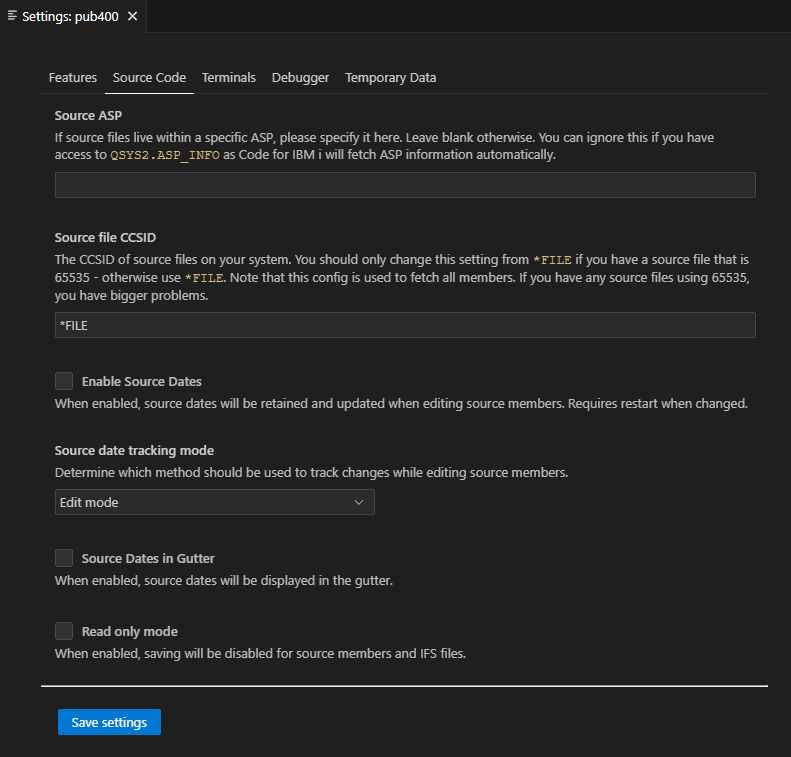 Settings: pub400
Features Source Code Terminals Debugger Temporary Data
Source ASP
If source files live within a specific ASP, please specify it here. Leave blank otherwise. You can ignore this if you have
access to QSYS2.ASP_INFO as Code for IBM i will fetch ASP information automatically.
Source file CCSID
The CCSID of source files on your system. You should only change this setting from *FILE if you have a source file that is
65535 - otherwise use *FILE. Note that this config is used to fetch all members. If you have any source files using 65535,
you have bigger problems.
*FILE
Enable Source Dates
When enabled, source dates will be retained and updated when editing source members. Requires restart when changed.
Source date tracking mode
Determine which method should be used to track changes while editing source members.
Edit mode
Source Dates in Gutter
When enabled, source dates will be displayed in the gutter.
Read only mode
When enabled, saving will be disabled for source members and IFS files.
Save settings